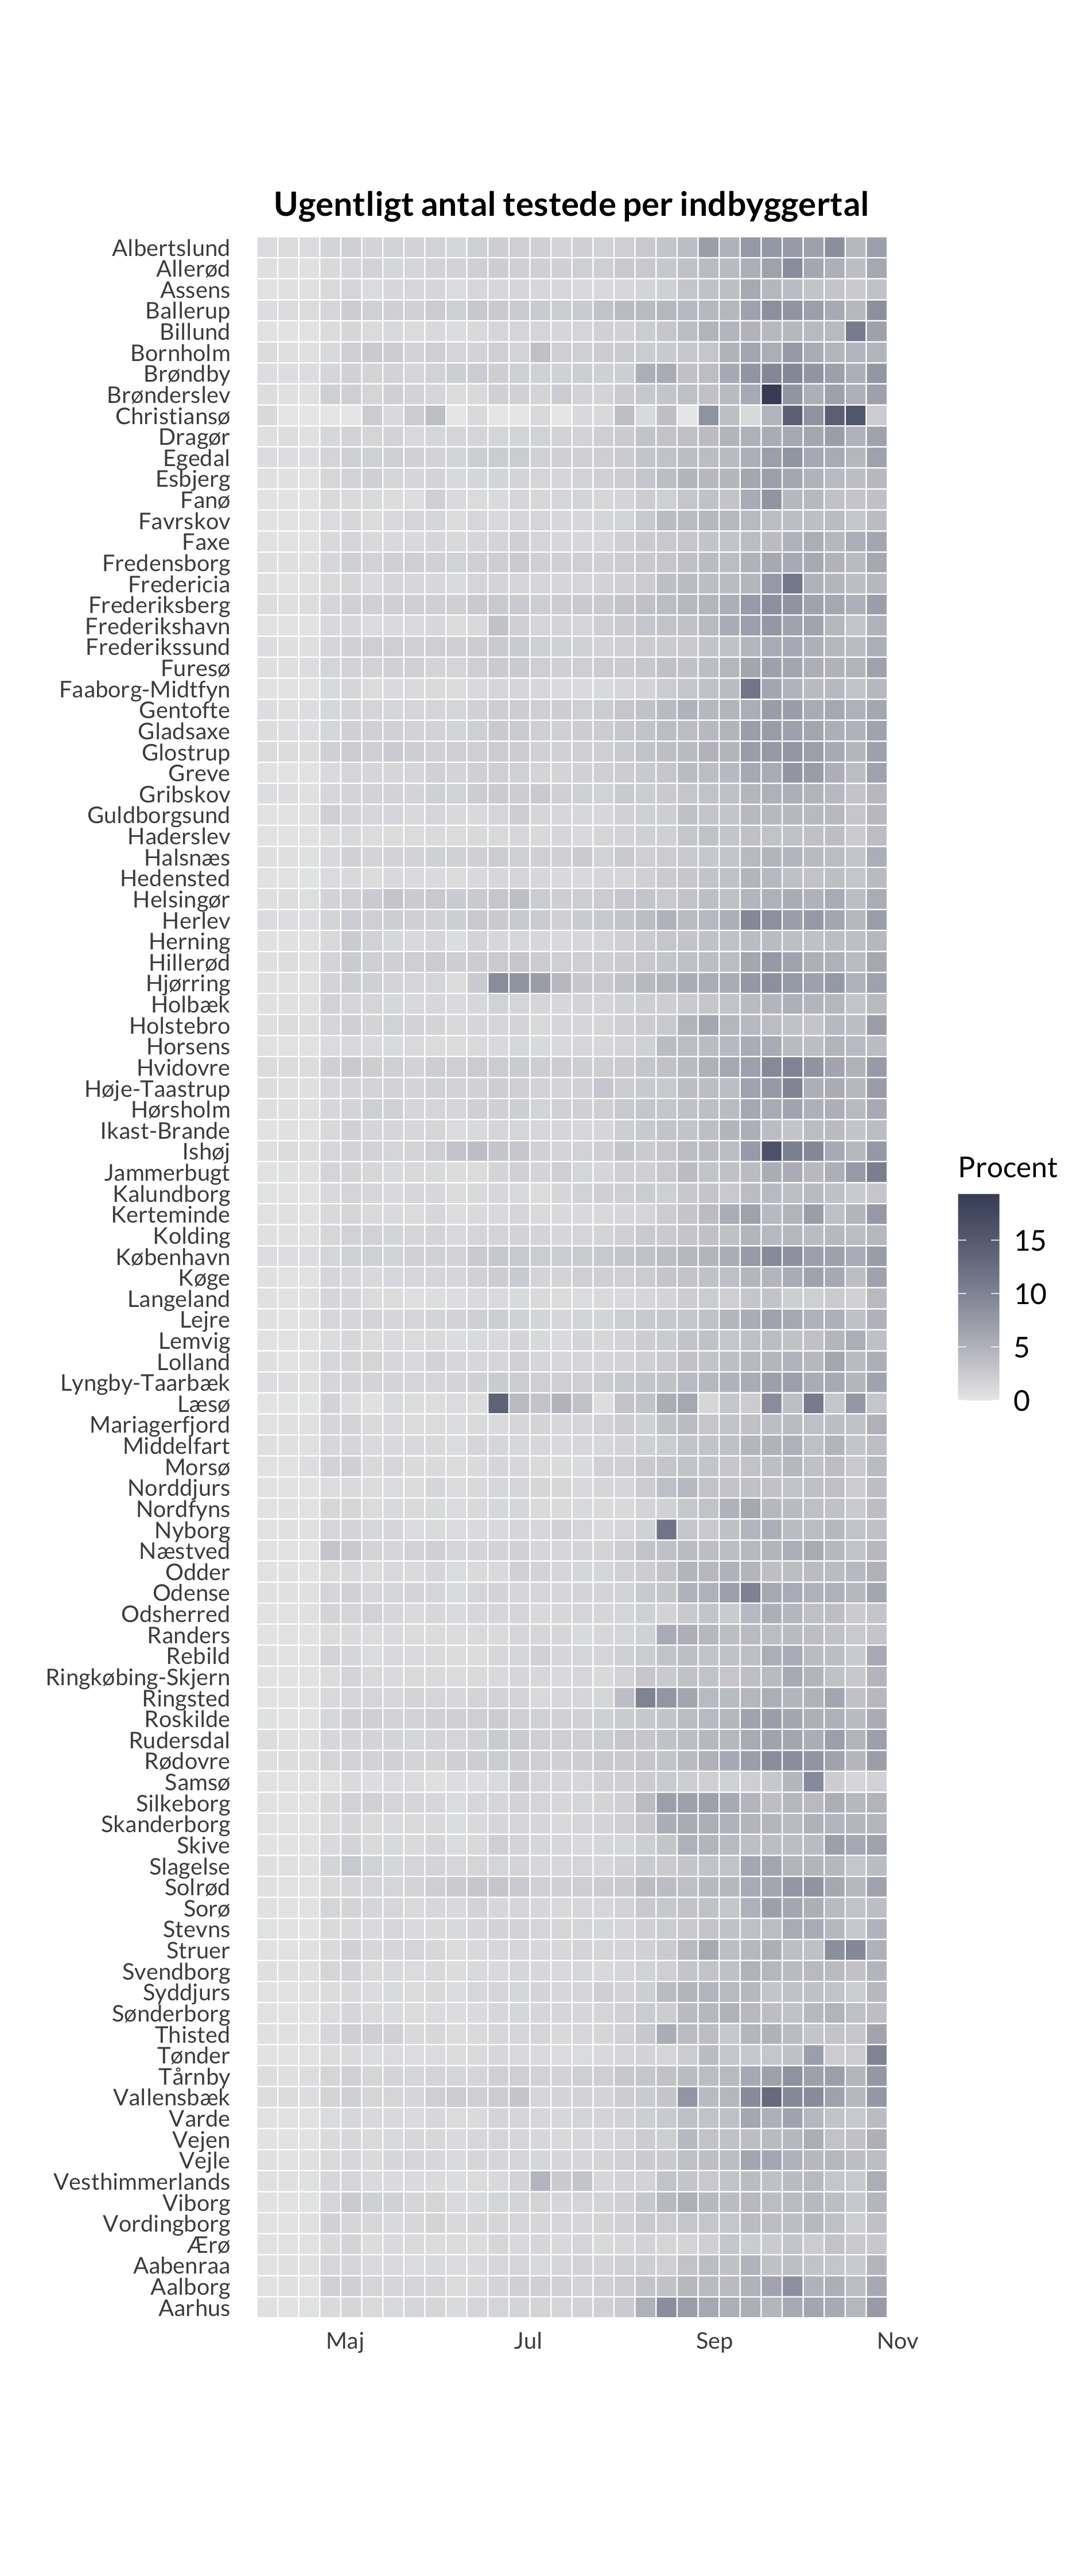 Ugentligt antal testede per indbyggertal
Albertslund
Allerød
Assens
Ballerup
Billund
Bornholm
Brøndby
Brønderslev
Christiansø
Dragør
Egedal
Esbjerg
Fanø
Favrskov
Faxe
Fredensborg
Fredericia
Frederiksberg
Frederikshavn
Frederikssund
Furesø
Faaborg-Midtfyn
Gentofte
Gladsaxe
Glostrup
Greve
Gribskov
Guldborgsund
Haderslev
Halsnæs
Hedensted
Helsingør
Herlev
Herning
Hillerød
Hjørring
Holbæk
Holstebro
Horsens
Hvidovre
Høje-Taastrup
Hørsholm
Ikast-Brande
Ishøj
Jammerbugt
Kalundborg
Kerteminde
Kolding
København
Køge
Langeland
Lejre
Lemvig
Lolland
Lyngby-Taarbæk
Læsø
Mariagerfjord
Middelfart
Morsø
Norddjurs
Nordfyns
Nyborg
Næstved
Odder
Odense
Odsherred
Randers
Rebild
Ringkøbing-Skjern
Ringsted
Roskilde
Rudersdal
Rødovre
Samsø
Silkeborg
Skanderborg
Skive
Slagelse
Solrød
Sorø
Stevns
Struer
Svendborg
Syddjurs
Sønderborg
Thisted
Tønder
Tårnby
Vallensbæk
Varde
Vejen
Vejle
Vesthimmerlands
Viborg
Vordingborg
Ærø
Aabenraa
Aalborg
Aarhus
Maj Jul Sep Nov
Procent
15
10
5
0